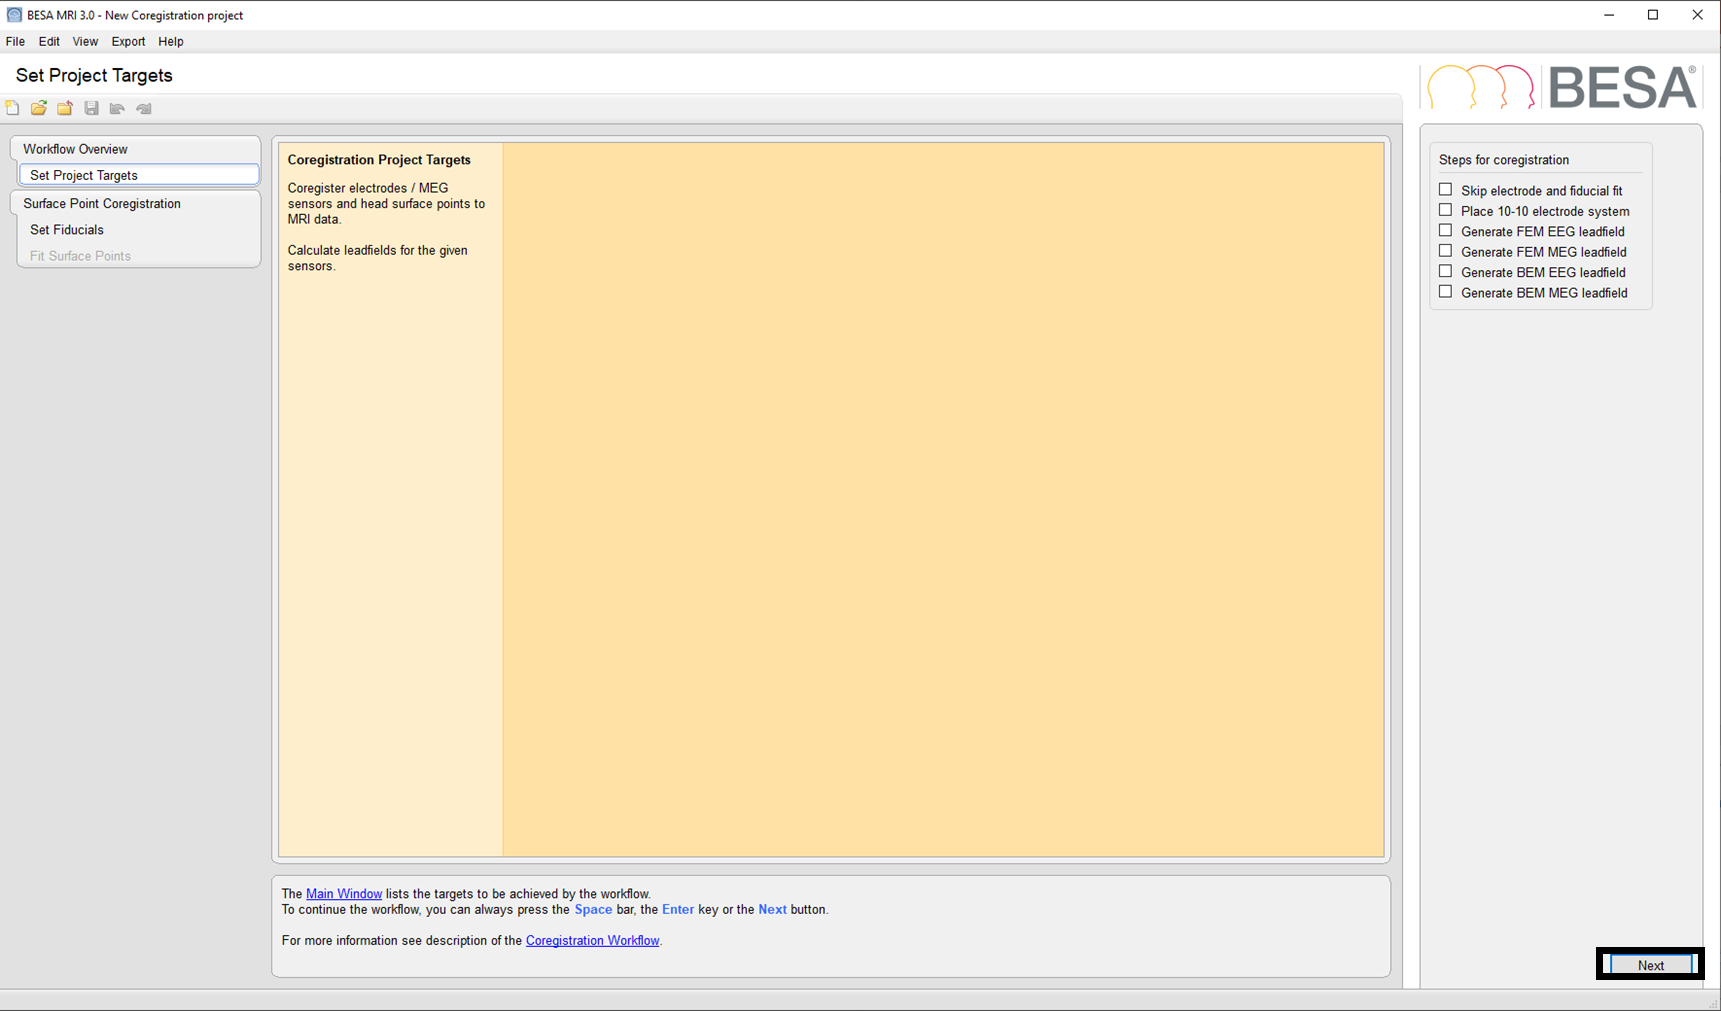 BESA MRI 3.0 - New Coregistration project
File Edit View Export Help
Set Project Targets
BESA®
Workflow Overview
Set Project Targets
Surface Point Coregistration
Set Fiducials
Fit Surface Points
Coregistration Project Targets
Coregister electrodes / MEG
sensors and head surface points to
MRI data.
Calculate leadfields for the given
sensors.
Steps for coregistration
Skip electrode and fiducial fit
Place 10-10 electrode system
Generate FEM EEG leadfield
Generate FEM MEG leadfield
Generate BEM EEG leadfield
Generate BEM MEG leadfield
The Main Window lists the targets to be achieved by the workflow.
To continue the workflow, you can always press the Space bar, the Enter key or the Next button.
For more information see description of the Coregistration Workflow.
Next